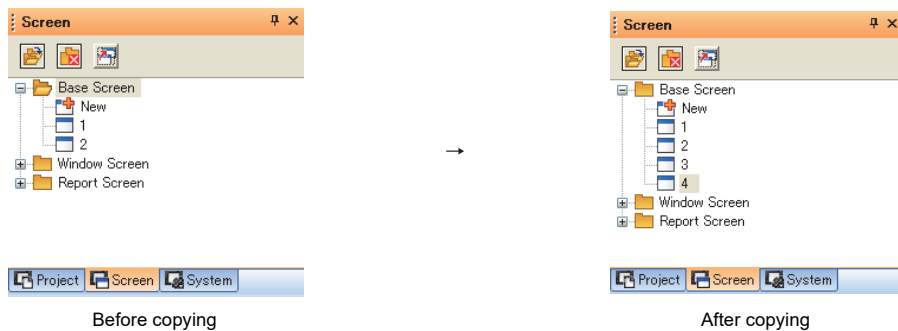 Screen
Base Screen
New
1
2
Window Screen
Report Screen
Project Screen System
Before copying
→
Screen
Base Screen
New
1
2
3
4
Window Screen
Report Screen
Project Screen System
After copying